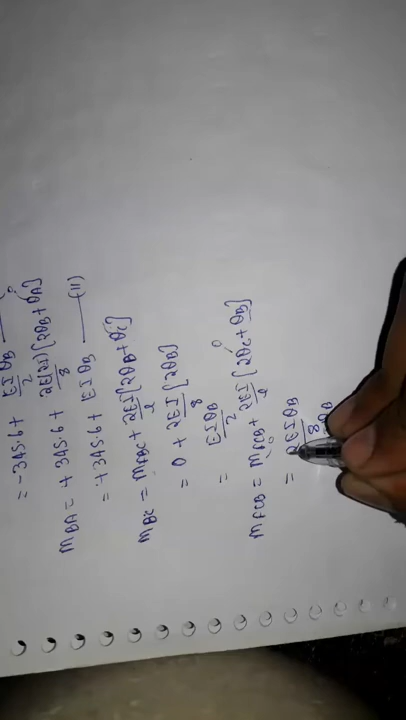 = -345.6 + EIθB/2 ——— (
MBA = +345.6 + 2E(2I)/8 [2θB + θA]
= +345.6 + EIθB ——— (II)
MBC = MFBC + 2EI/l [2θB + θC]
= 0 + 2EI/8 [2θB]
= EIθB/2
MFCB = MFCB + 2EI/l [2θC + θB]
= 2EIθB/8